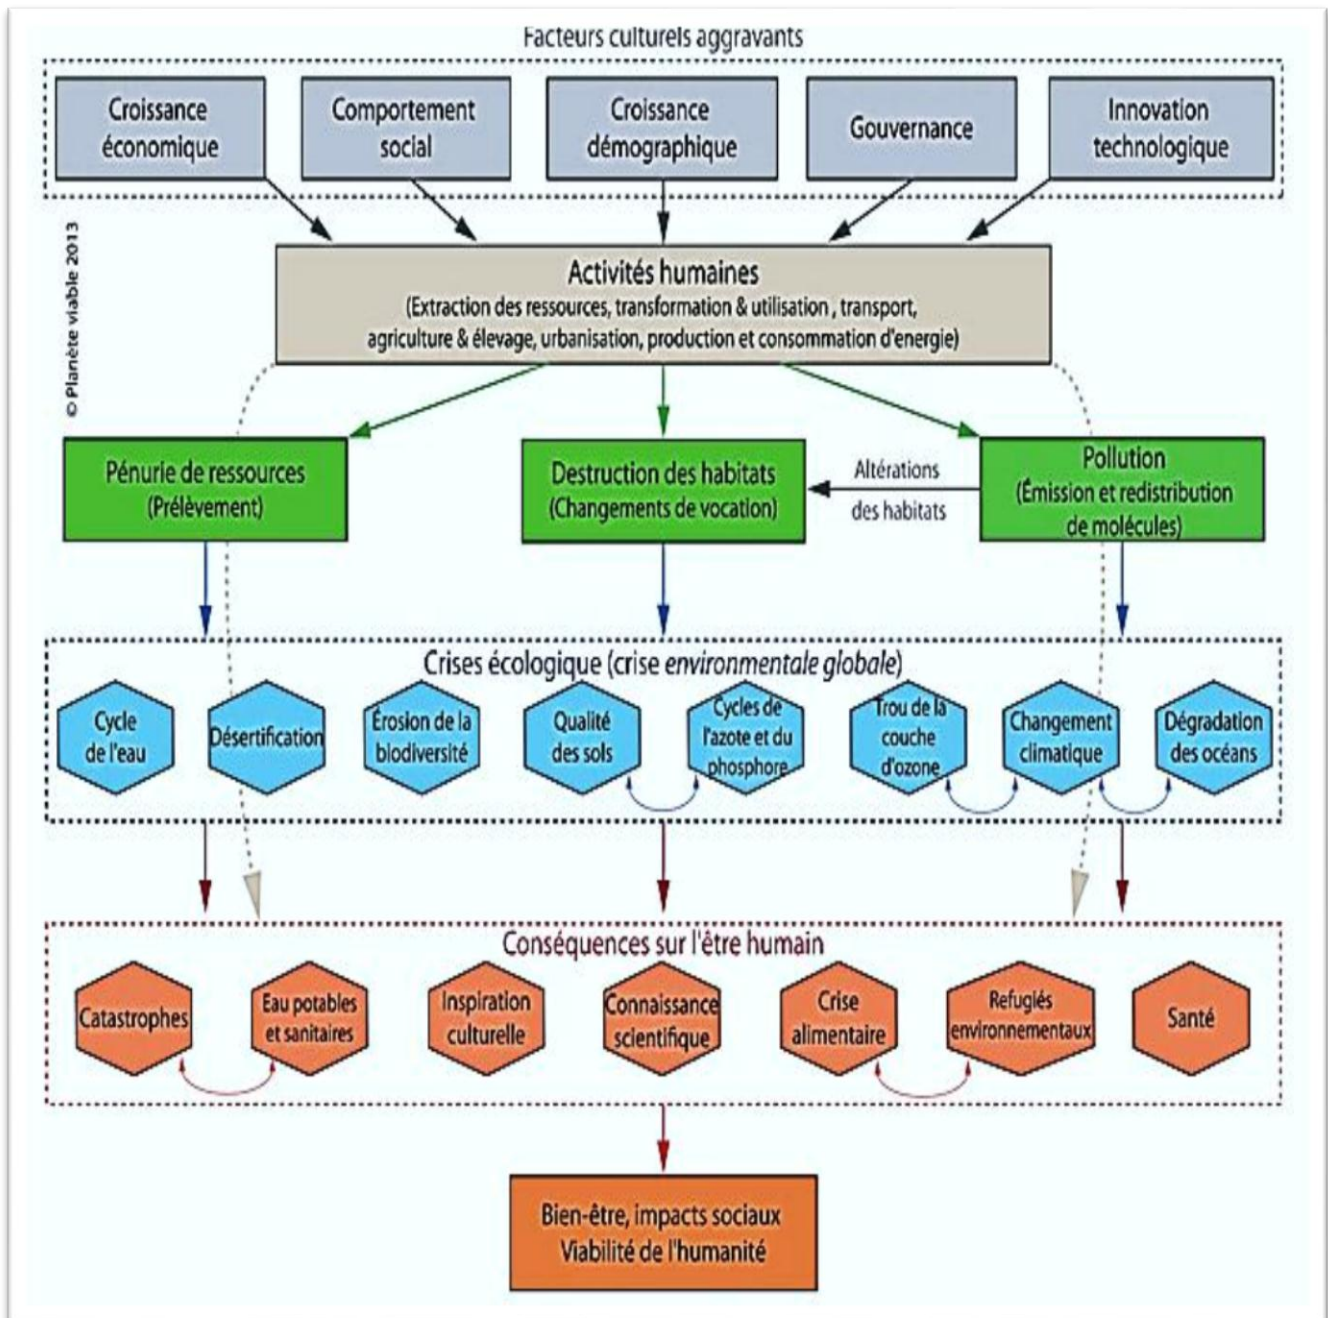 Facteurs culturels aggravants
Croissance
économique
Comportement
social
Croissance
démographique
Gouvernance
Innovation
technologique
© Planète viable 2013
Activités humaines
(Extraction des ressources, transformation & utilisation , transport,
agriculture & élevage, urbanisation, production et consommation d'energie)
Pénurie de ressources
(Prélèvement)
Destruction des habitats
(Changements de vocation)
Altérations
des habitats
Pollution
(Émission et redistribution
de molécules)
Crises écologique (crise environmentale globale)
Cycle
de l'eau
Désertification
Érosion de la
biodiversité
Qualité
des sols
Cycles de
l'azote et du
phosphore
Trou de la
couche
d'ozone
Changement
climatique
Dégradation
des océans
Conséquences sur l'être humain
Catastrophes
Eau potables
et sanitaires
Inspiration
culturelle
Connaissance
scientifique
Crise
alimentaire
Refugiés
environnementaux
Santé
Bien-être, impacts sociaux
Viabilité de l'humanité